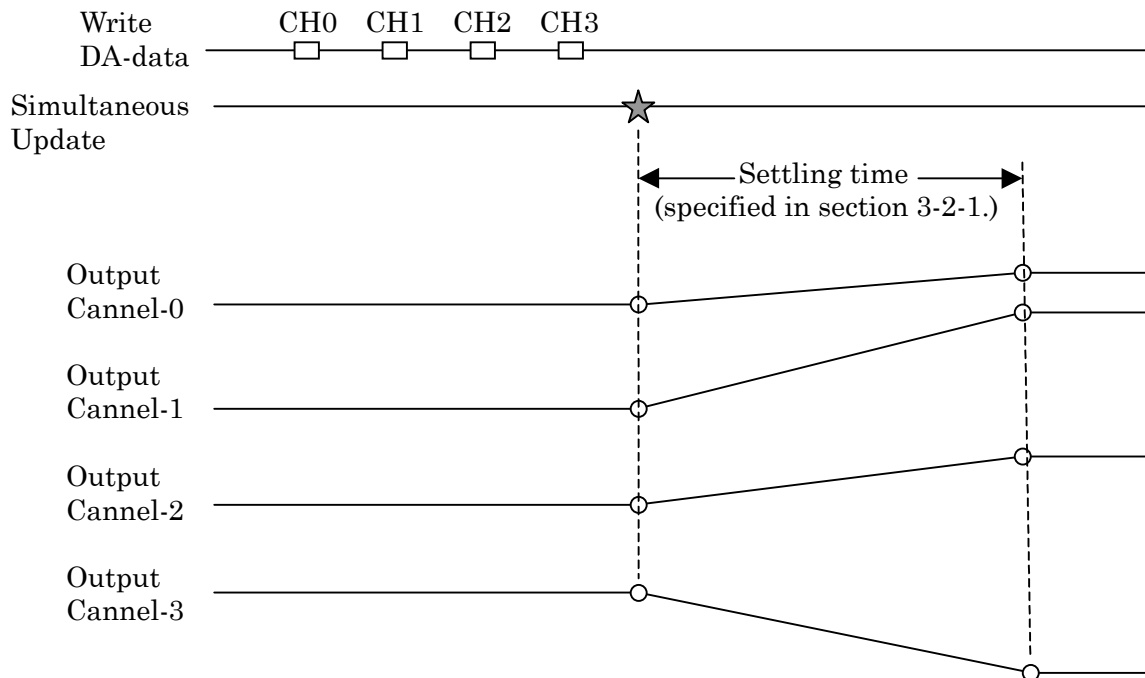 Write
DA-data
CH0 CH1 CH2 CH3
Simultaneous
Update
Settling time
(specified in section 3-2-1.)
Output
Cannel-0
Output
Cannel-1
Output
Cannel-2
Output
Cannel-3